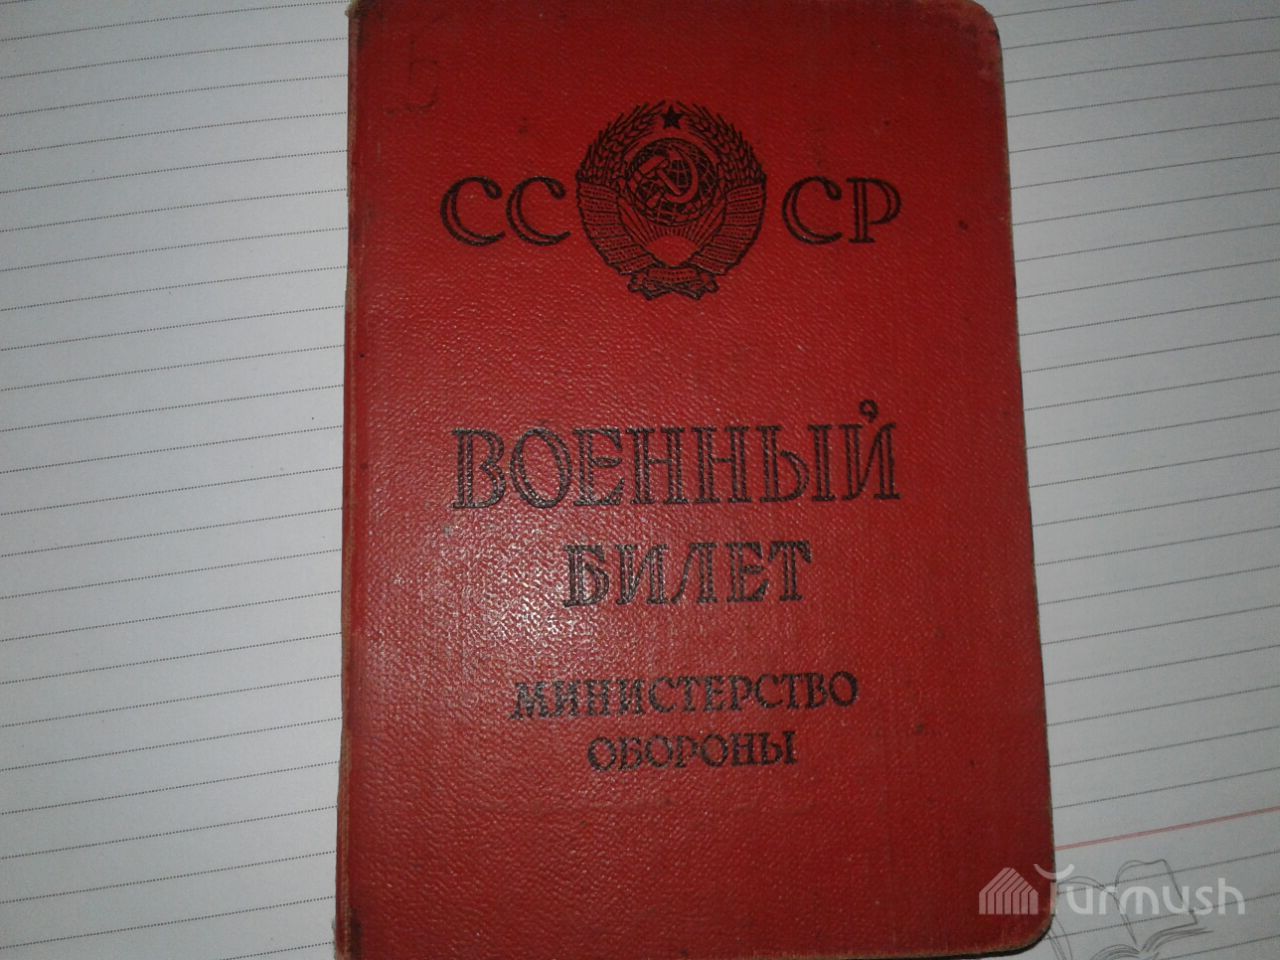 СС СР
ВОЕННЫЙ
БИЛЕТ
МИНИСТЕРСТВО
ОБОРОНЫ
Turmush